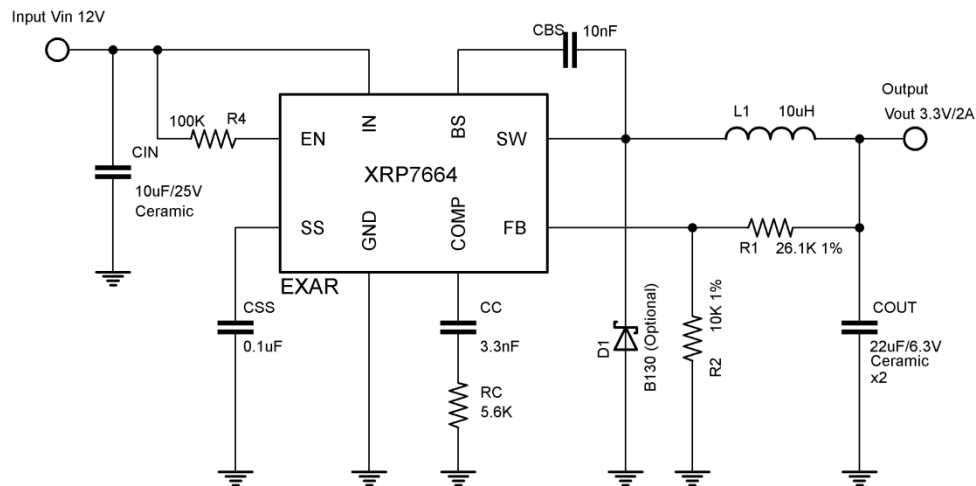 Input Vin 12V
CBS
10nF
Output
Vout 3.3V/2A
L1
10uH
100K
R4
EN
IN
BS
SW
CIN
10uF/25V
Ceramic
XRP7664
SS
GND
COMP
FB
R1
26.1K 1%
EXAR
CSS
0.1uF
CC
3.3nF
RC
5.6K
D1
B130 (Optional)
R2
10K 1%
COUT
22uF/6.3V
Ceramic
x2